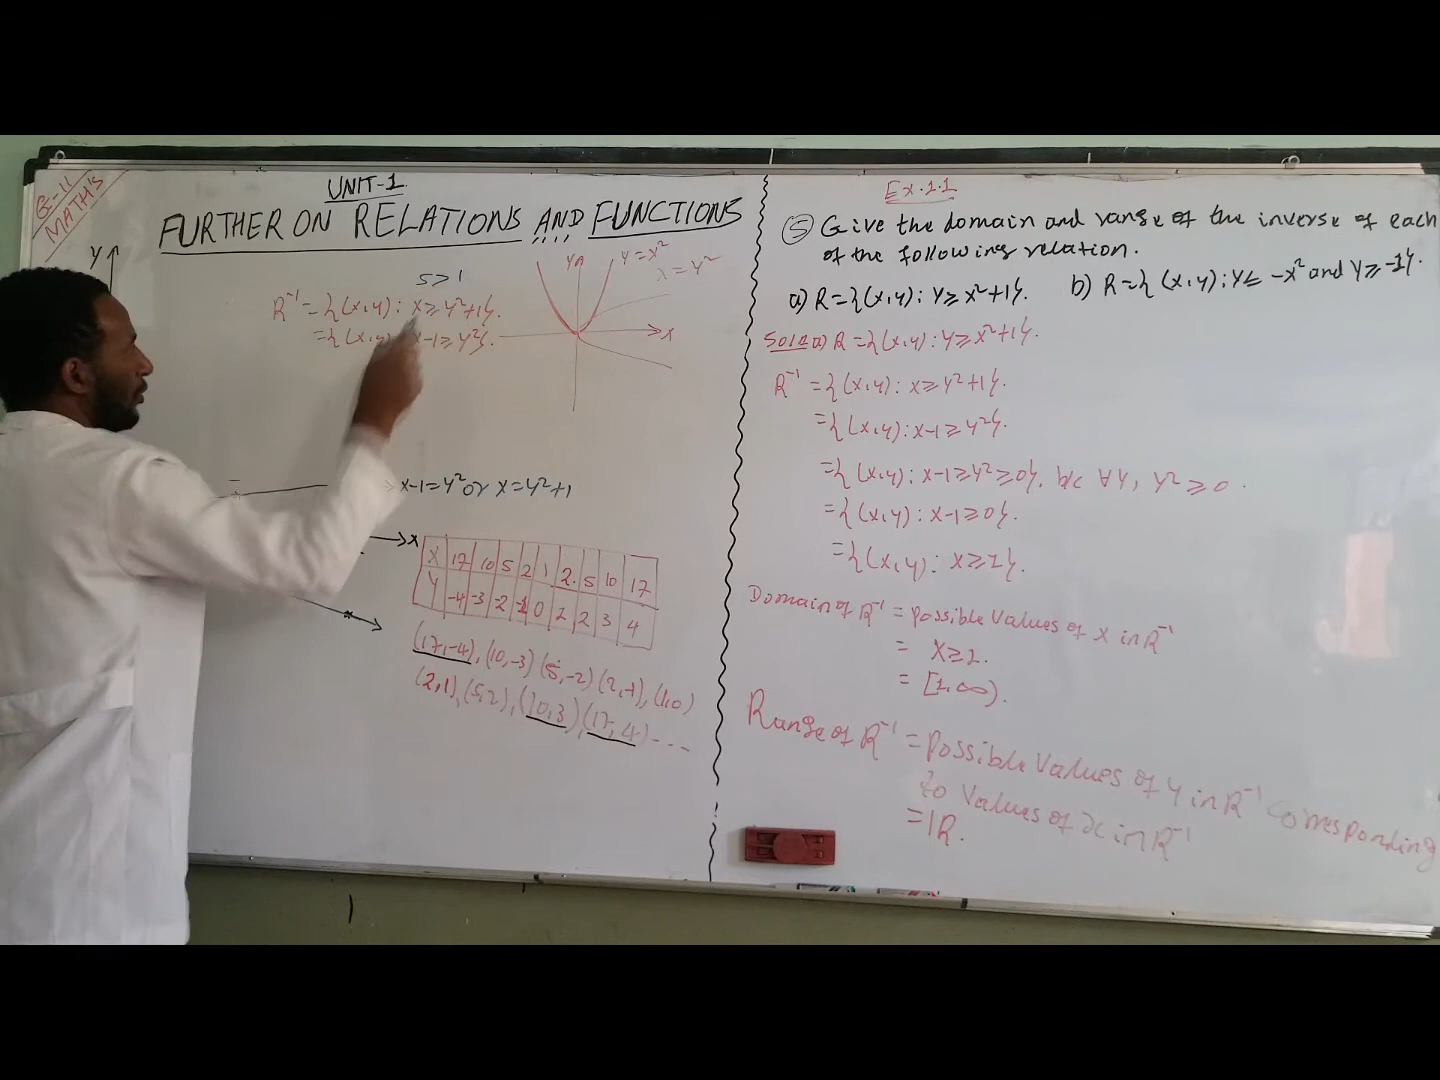 G-11
MATH'S
UNIT-1
FURTHER ON RELATIONS AND FUNCTIONS
y
5>1
R⁻¹={(x,y): x≥y²+1}.
={(x,y): x-1≥y²}.
y
y=x²
x=y²
x
x-1=y² or x=y²+1
x
X 17 10 5 2 1 2 5 10 17
Y -4 -3 -2 -1 0 1 2 3 4
(17,-4), (10,-3) (5,-2) (2,-1), (1,0)
(2,1), (5,2), (10,3), (17,4) ...
Ex.1.1
5 Give the domain and range of the inverse of each
of the following relation.
a) R={(x,y): y≥x²+1}. b) R={(x,y): y≤ -x² and y≥-1}.
Soln a) R={(x,y): y≥x²+1}.
R⁻¹={(x,y): x≥y²+1}.
={(x,y): x-1≥y²}.
={(x,y): x-1≥y²≥0}. b/c ∀y, y²≥0.
={(x,y): x-1≥0}.
={(x,y): x≥1}.
Domain of R⁻¹ = possible values of x in R⁻¹
= x≥1.
= [1,∞).
Range of R⁻¹ = possible values of y in R⁻¹ corresponding
to values of x in R⁻¹
=IR.